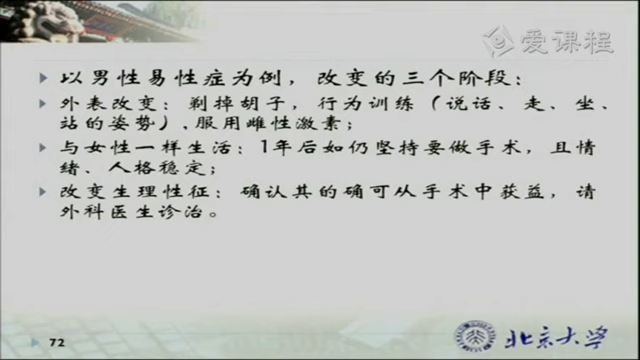 爱课程
以男性易性症为例，改变的三个阶段：
外表改变：剃掉胡子，行为训练（说话、走、坐、
站的姿势）、服用雌性激素；
与女性一样生活：1年后如仍坚持要做手术，且情
绪、人格稳定；
改变生理性征：确认其的确可从手术中获益，请
外科医生诊治。
72
北京大学